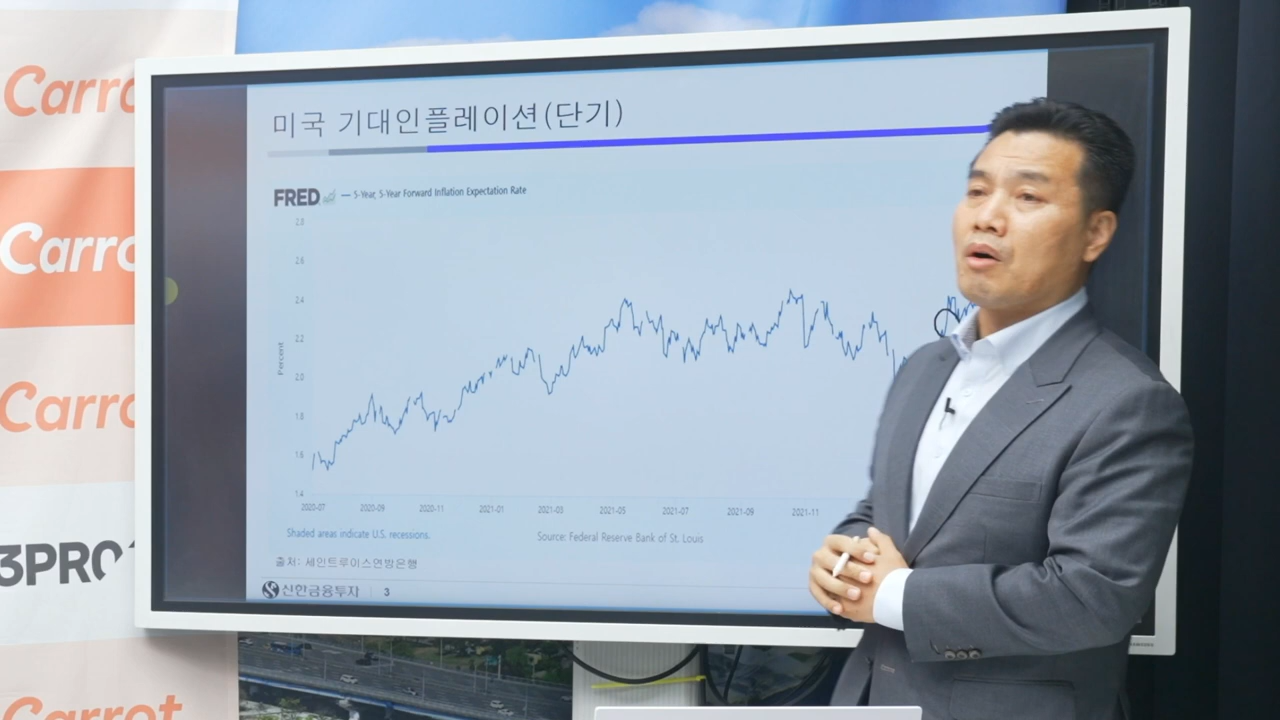 Carrot
Carrot
Carrot
3PRO
Carrot
미국 기대인플레이션(단기)
FRED — 5-Year, 5-Year Forward Inflation Expectation Rate
2.8
2.6
2.4
2.2
2.0
1.8
1.6
1.4
Percent
2020-07 2020-09 2020-11 2021-01 2021-03 2021-05 2021-07 2021-09 2021-11
Shaded areas indicate U.S. recessions. Source: Federal Reserve Bank of St. Louis
출처: 세인트루이스연방은행
신한금융투자 3